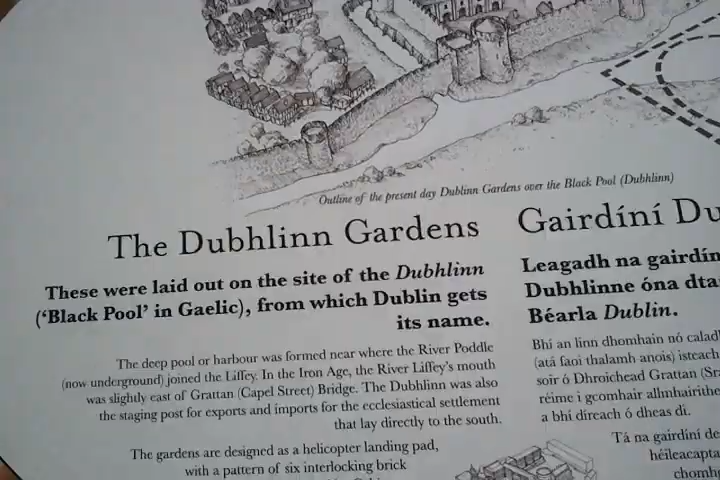 Outline of the present day Dublinn Gardens over the Black Pool (Dubhlinn)
The Dubhlinn Gardens
These were laid out on the site of the Dubhlinn
('Black Pool' in Gaelic), from which Dublin gets
its name.
The deep pool or harbour was formed near where the River Poddle
(now underground) joined the Liffey. In the Iron Age, the River Liffey's mouth
was slightly east of Grattan (Capel Street) Bridge. The Dubhlinn was also
the staging post for exports and imports for the ecclesiastical settlement
that lay directly to the south.
The gardens are designed as a helicopter landing pad,
with a pattern of six interlocking brick
Gairdíní Du
Leagadh na gairdín
Dubhlinne óna dta
Béarla Dublin.
Bhí an linn dhomhain nó calad
(atá faoi thalamh anois) isteach
soir ó Dhroichead Grattan (Sr
réime i gcomhair allmhairithe
a bhí díreach ó dheas di.
Tá na gairdíní de
héileacapta
chomh